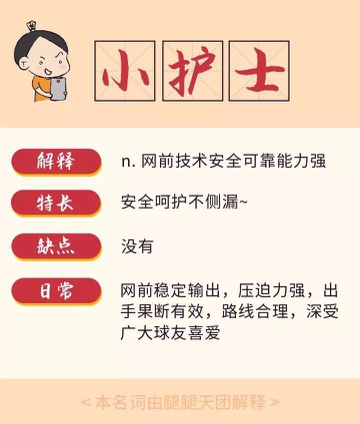 小护士
解释 n. 网前技术安全可靠能力强
特长 安全呵护不侧漏~
缺点 没有
日常 网前稳定输出，压迫力强，出
手果断有效，路线合理，深受
广大球友喜爱
<本名词由腿腿天团解释>